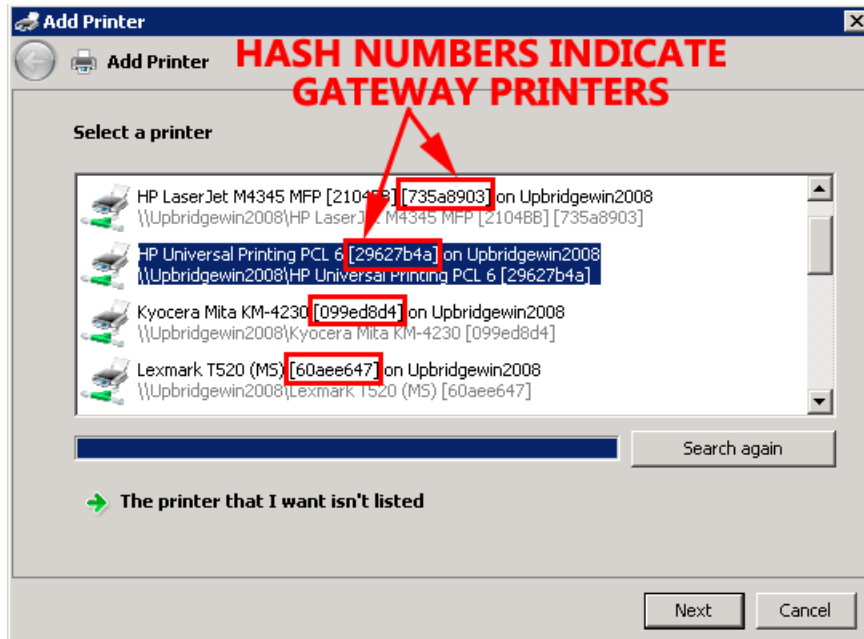 Add Printer
Add Printer
HASH NUMBERS INDICATE
GATEWAY PRINTERS
Select a printer
HP LaserJet M4345 MFP [2104BB] [735a8903] on Upbridgewin2008
\\Upbridgewin2008\HP LaserJet M4345 MFP [2104BB] [735a8903]
HP Universal Printing PCL 6 [29627b4a] on Upbridgewin2008
\\Upbridgewin2008\HP Universal Printing PCL 6 [29627b4a]
Kyocera Mita KM-4230 [099ed8d4] on Upbridgewin2008
\\Upbridgewin2008\Kyocera Mita KM-4230 [099ed8d4]
Lexmark T520 (MS) [60aee647] on Upbridgewin2008
\\Upbridgewin2008\Lexmark T520 (MS) [60aee647]
Search again
The printer that I want isn't listed
Next
Cancel